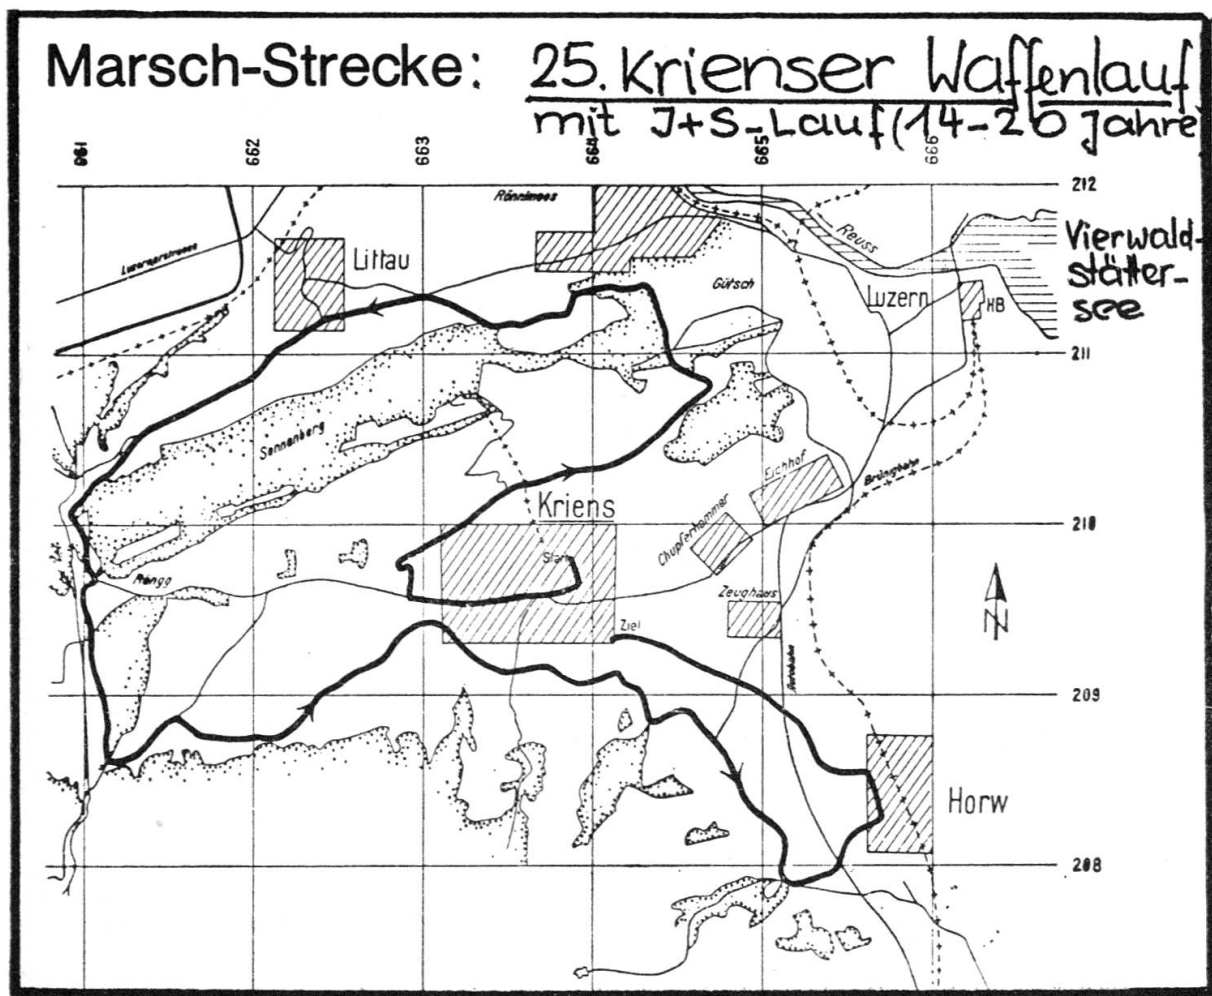 Marsch-Strecke: 25. Krienser Waffenlauf
mit J+S-Lauf (14-20 Jahre)
661 662 663 664 665 666
212
Rönnimoos
Reuss
Vierwald-
stätter-
see
Luzernerstrasse
Littau
Gütsch
Luzern
HB
211
Sonnenberg
Eichhof
Brünigbahn
Kriens
210
Chupferhammer
Start
Renggo
Zeughaus
N
Ziel
Autobahn
209
Horw
208